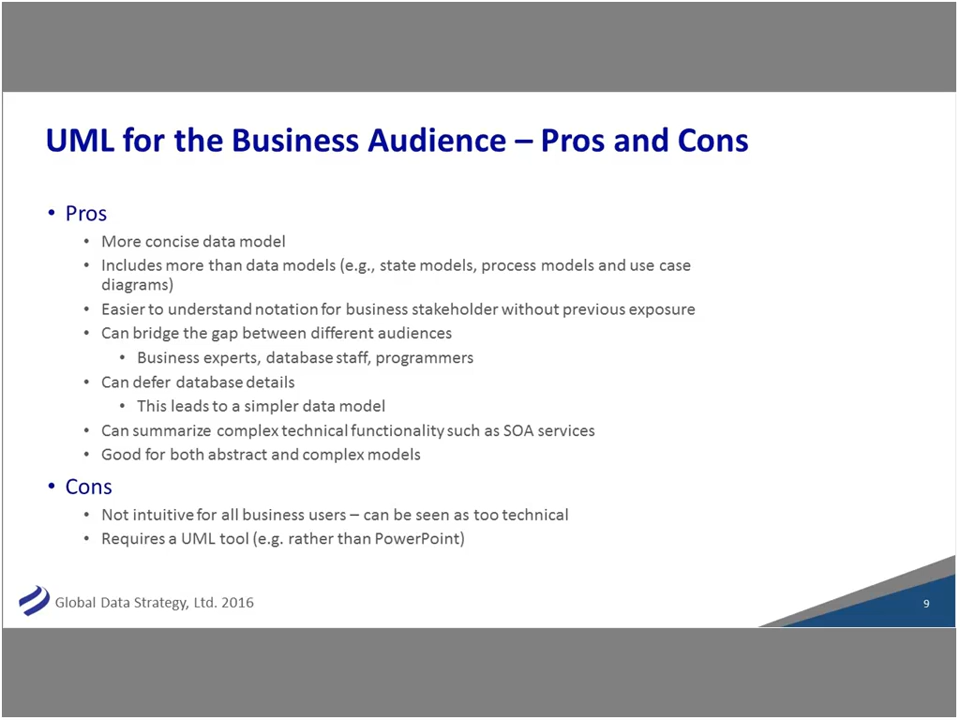 UML for the Business Audience – Pros and Cons
• Pros
• More concise data model
• Includes more than data models (e.g., state models, process models and use case
diagrams)
• Easier to understand notation for business stakeholder without previous exposure
• Can bridge the gap between different audiences
• Business experts, database staff, programmers
• Can defer database details
• This leads to a simpler data model
• Can summarize complex technical functionality such as SOA services
• Good for both abstract and complex models
• Cons
• Not intuitive for all business users – can be seen as too technical
• Requires a UML tool (e.g. rather than PowerPoint)
Global Data Strategy, Ltd. 2016
9